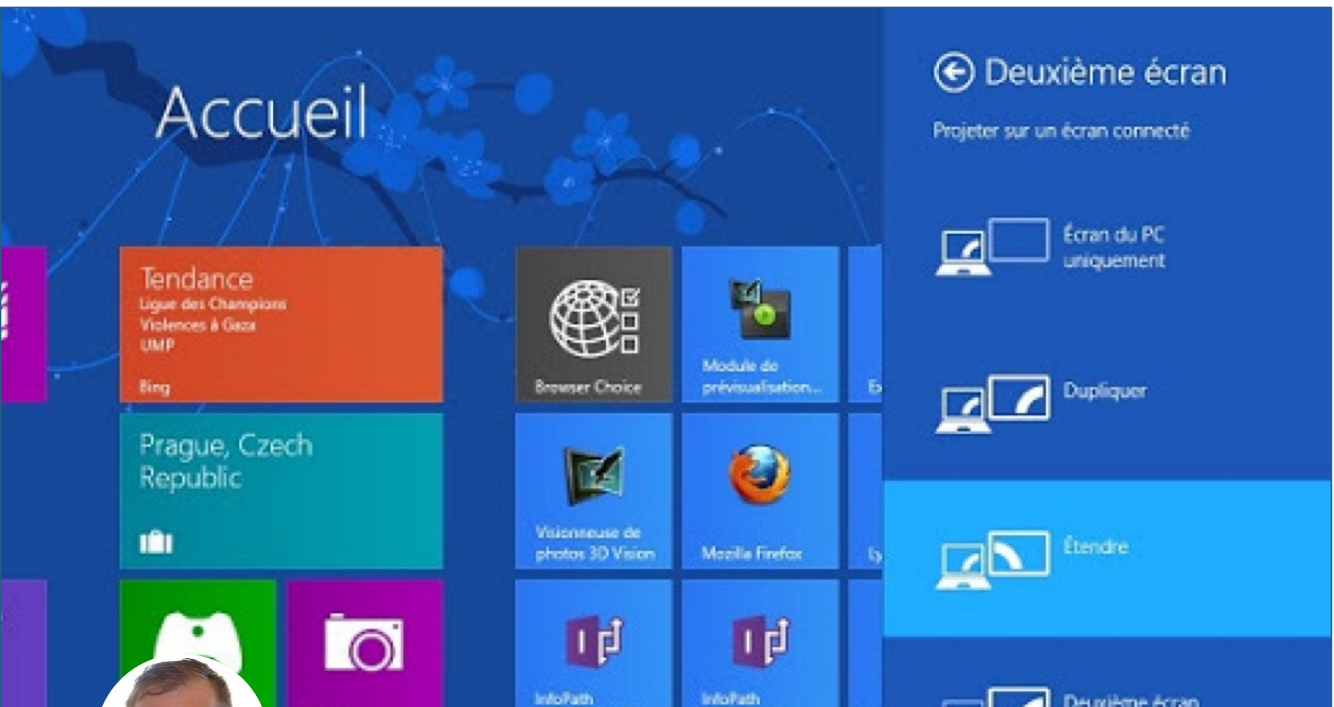 Accueil
Deuxième écran
Projeter sur un écran connecté
Écran du PC
uniquement
Dupliquer
Étendre
Deuxième écran
Tendance
Ligue des Champions
Violences à Gaza
UMP
Bing
Prague, Czech
Republic
Browser Choice
Module de
prévisualisation...
Visionneuse de
photos 3D Vision
Mozilla Firefox
InfoPath
InfoPath